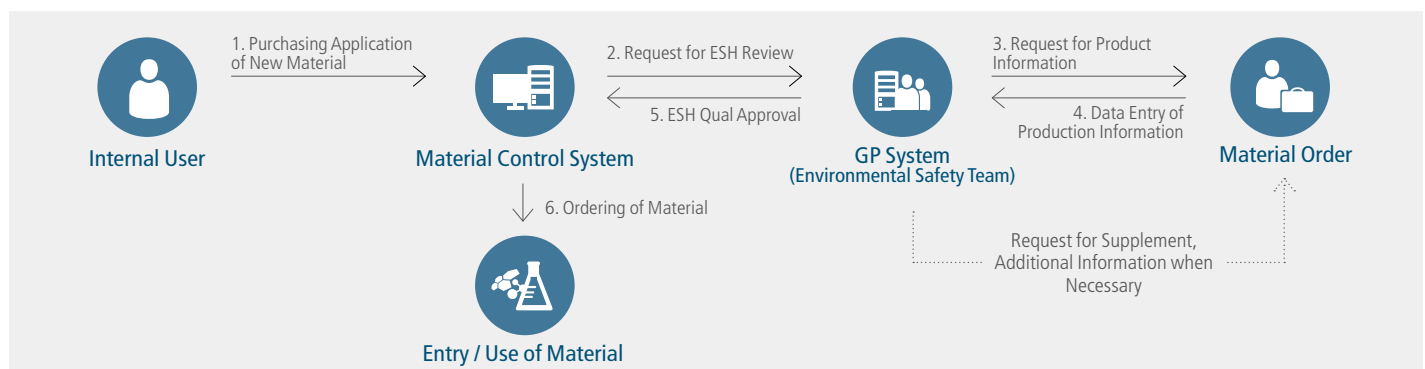 1. Purchasing Application
of New Material
2. Request for ESH Review
3. Request for Product
Information
5. ESH Qual Approval
4. Data Entry of
Production Information
Internal User
Material Control System
GP System
(Environmental Safety Team)
Material Order
6. Ordering of Material
Request for Supplement,
Additional Information when
Necessary
Entry / Use of Material